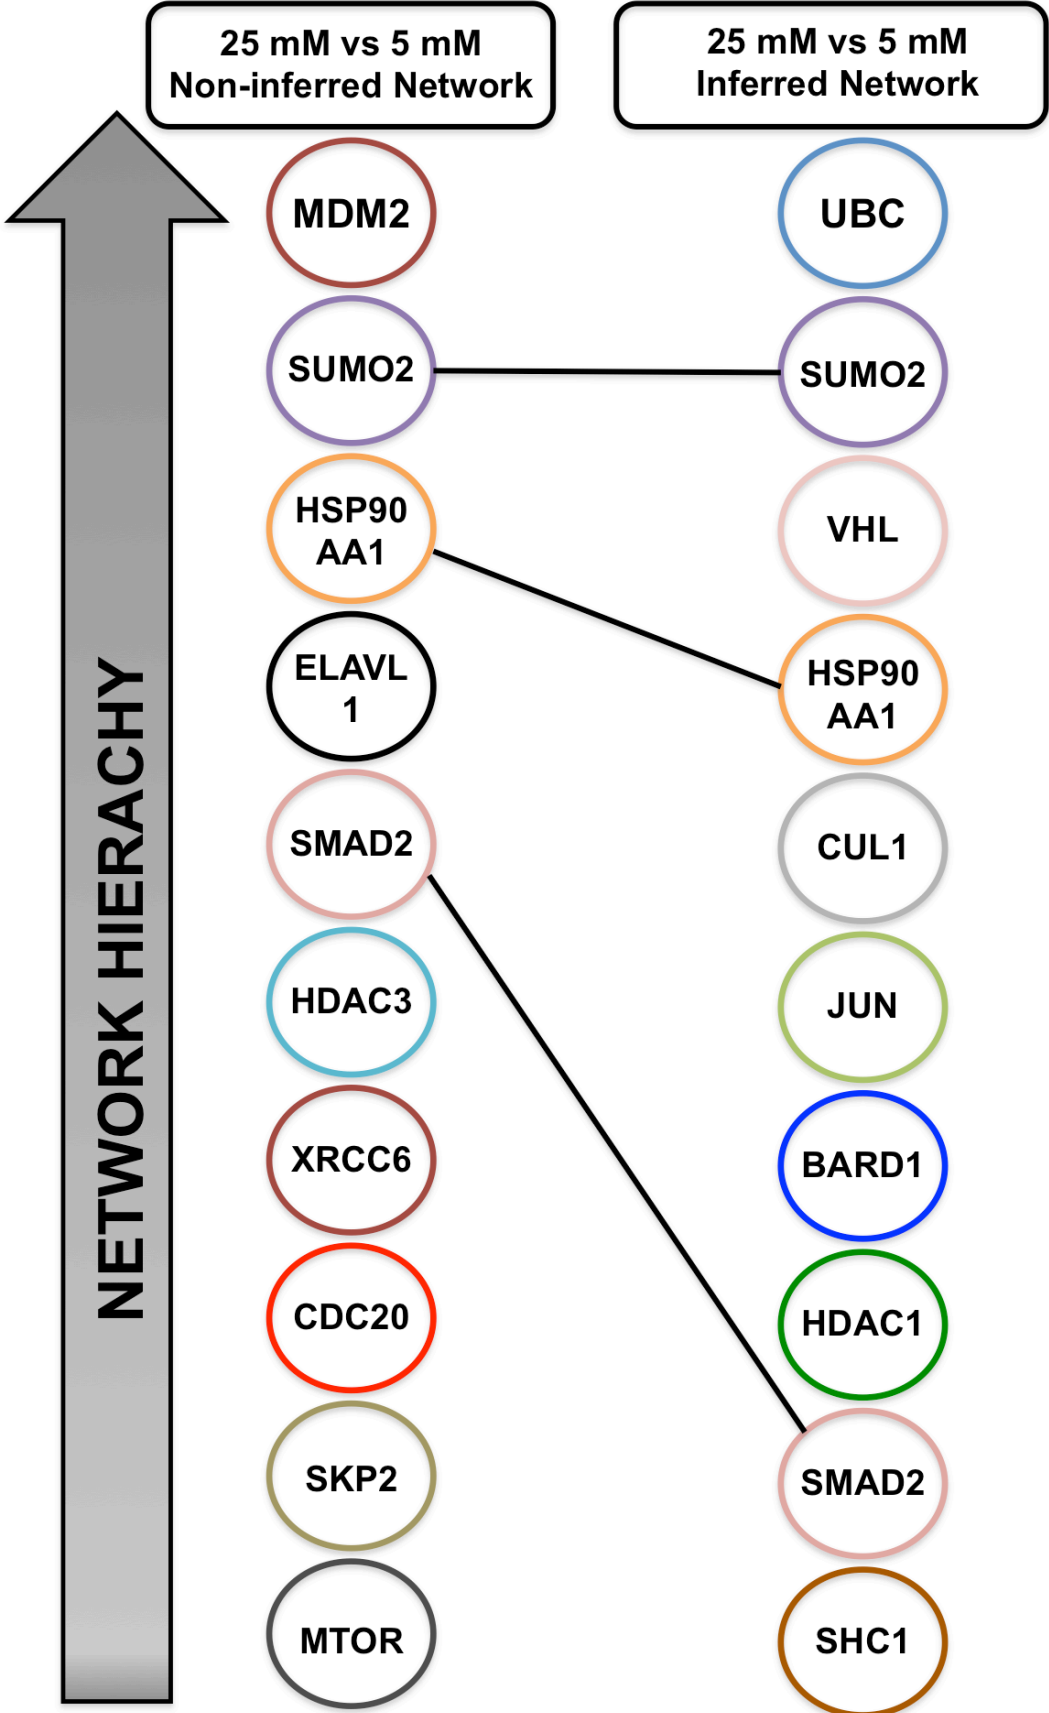 25 mM vs 5 mM
Non-inferred Network
25 mM vs 5 mM
Inferred Network
NETWORK HIERACHY
MDM2
SUMO2
HSP90
AA1
ELAVL
1
SMAD2
HDAC3
XRCC6
CDC20
SKP2
MTOR
UBC
SUMO2
VHL
HSP90
AA1
CUL1
JUN
BARD1
HDAC1
SMAD2
SHC1